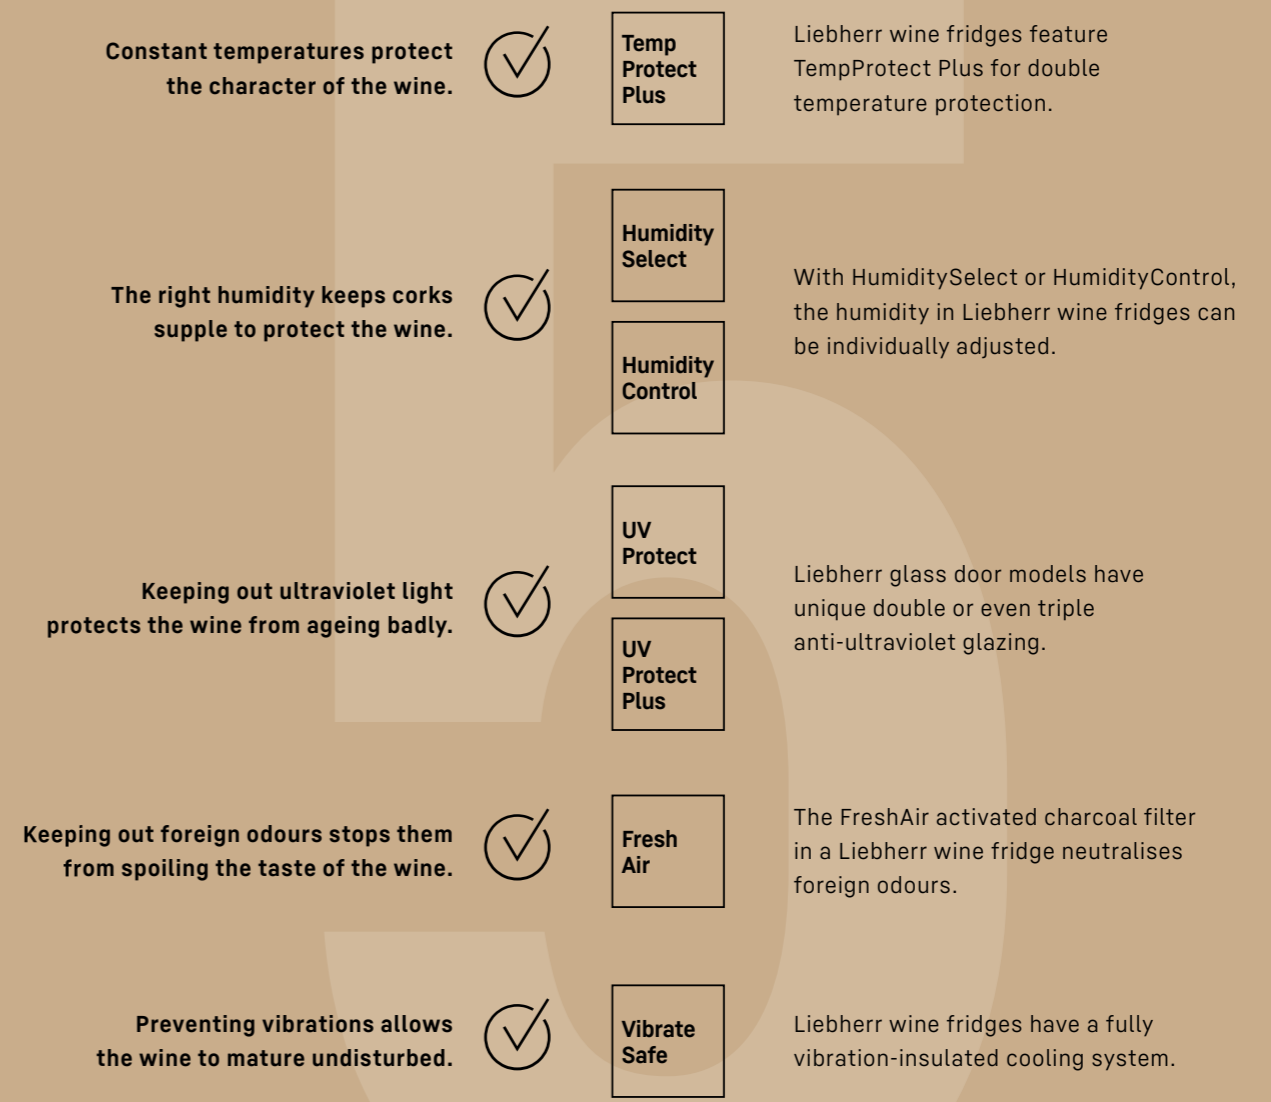 Constant temperatures protect
the character of the wine.
Temp
Protect
Plus
Liebherr wine fridges feature
TempProtect Plus for double
temperature protection.
The right humidity keeps corks
supple to protect the wine.
Humidity
Select
Humidity
Control
With HumiditySelect or HumidityControl,
the humidity in Liebherr wine fridges can
be individually adjusted.
Keeping out ultraviolet light
protects the wine from ageing badly.
UV
Protect
UV
Protect
Plus
Liebherr glass door models have
unique double or even triple
anti-ultraviolet glazing.
Keeping out foreign odours stops them
from spoiling the taste of the wine.
Fresh
Air
The FreshAir activated charcoal filter
in a Liebherr wine fridge neutralises
foreign odours.
Preventing vibrations allows
the wine to mature undisturbed.
Vibrate
Safe
Liebherr wine fridges have a fully
vibration-insulated cooling system.
5